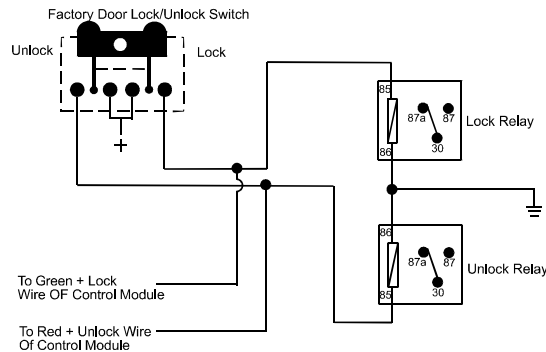 Factory Door Lock/Unlock Switch
Unlock
Lock
+
85
87a
87
30
86
Lock Relay
86
87a
87
30
85
Unlock Relay
To Green + Lock
Wire OF Control Module
To Red + Unlock Wire
Of Control Module